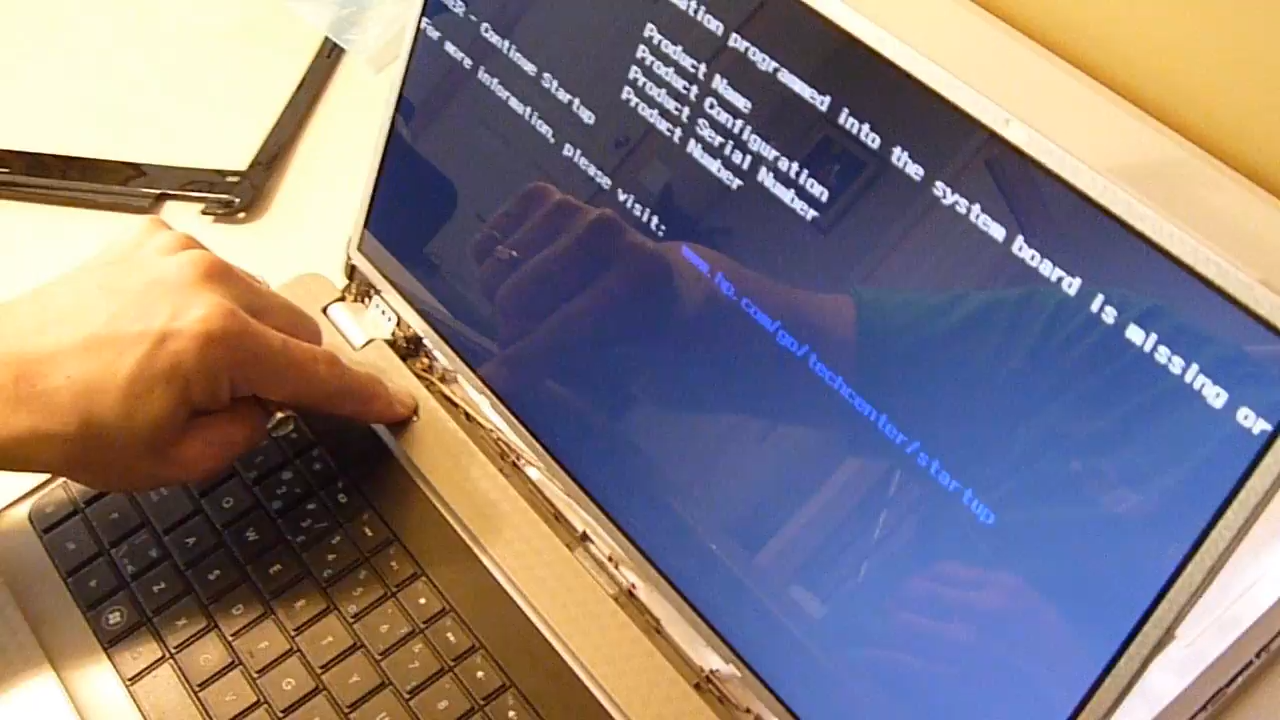 programmed into the system board is missing or
Product Name
Product Configuration
Product Serial Number
Product Number
- Continue Startup
For more information, please visit:
www.hp.com/go/techcenter/startup
O
A
W
Z
S
E
X
D
R
C
F
T
V
G
Y